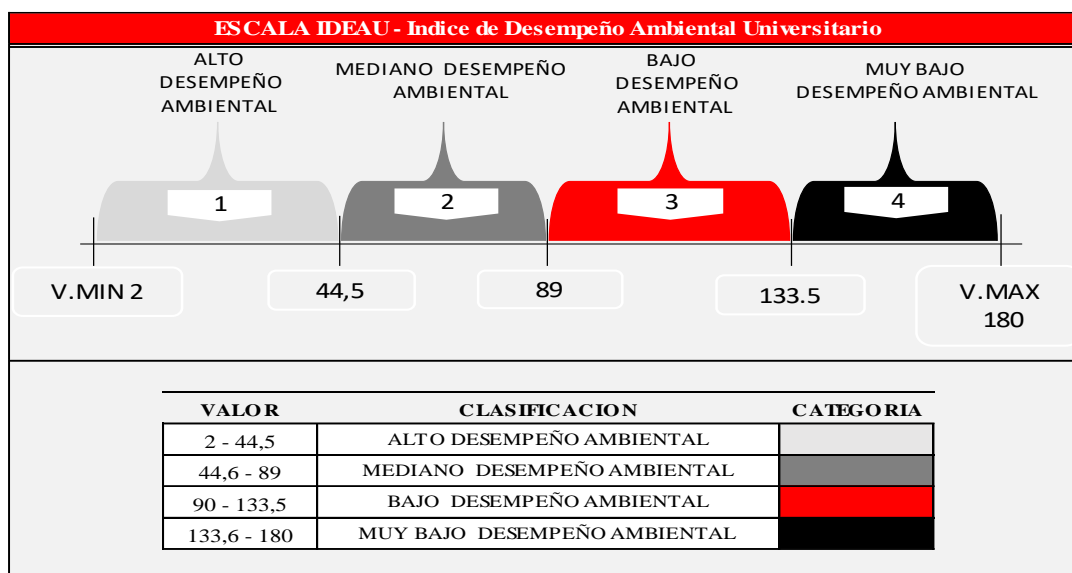 ESCALA IDEAU - Indice de Desempeño Ambiental Universitario
ALTO
DESEMPEÑO
AMBIENTAL
MEDIANO DESEMPEÑO
AMBIENTAL
BAJO
DESEMPEÑO
AMBIENTAL
MUY BAJO
DESEMPEÑO AMBIENTAL
1
2
3
4
V.MIN 2
44,5
89
133.5
V.MAX
180
VALOR CLASIFICACION CATEGORIA
2 - 44,5 ALTO DESEMPEÑO AMBIENTAL
44,6 - 89 MEDIANO DESEMPEÑO AMBIENTAL
90 - 133,5 BAJO DESEMPEÑO AMBIENTAL
133,6 - 180 MUY BAJO DESEMPEÑO AMBIENTAL